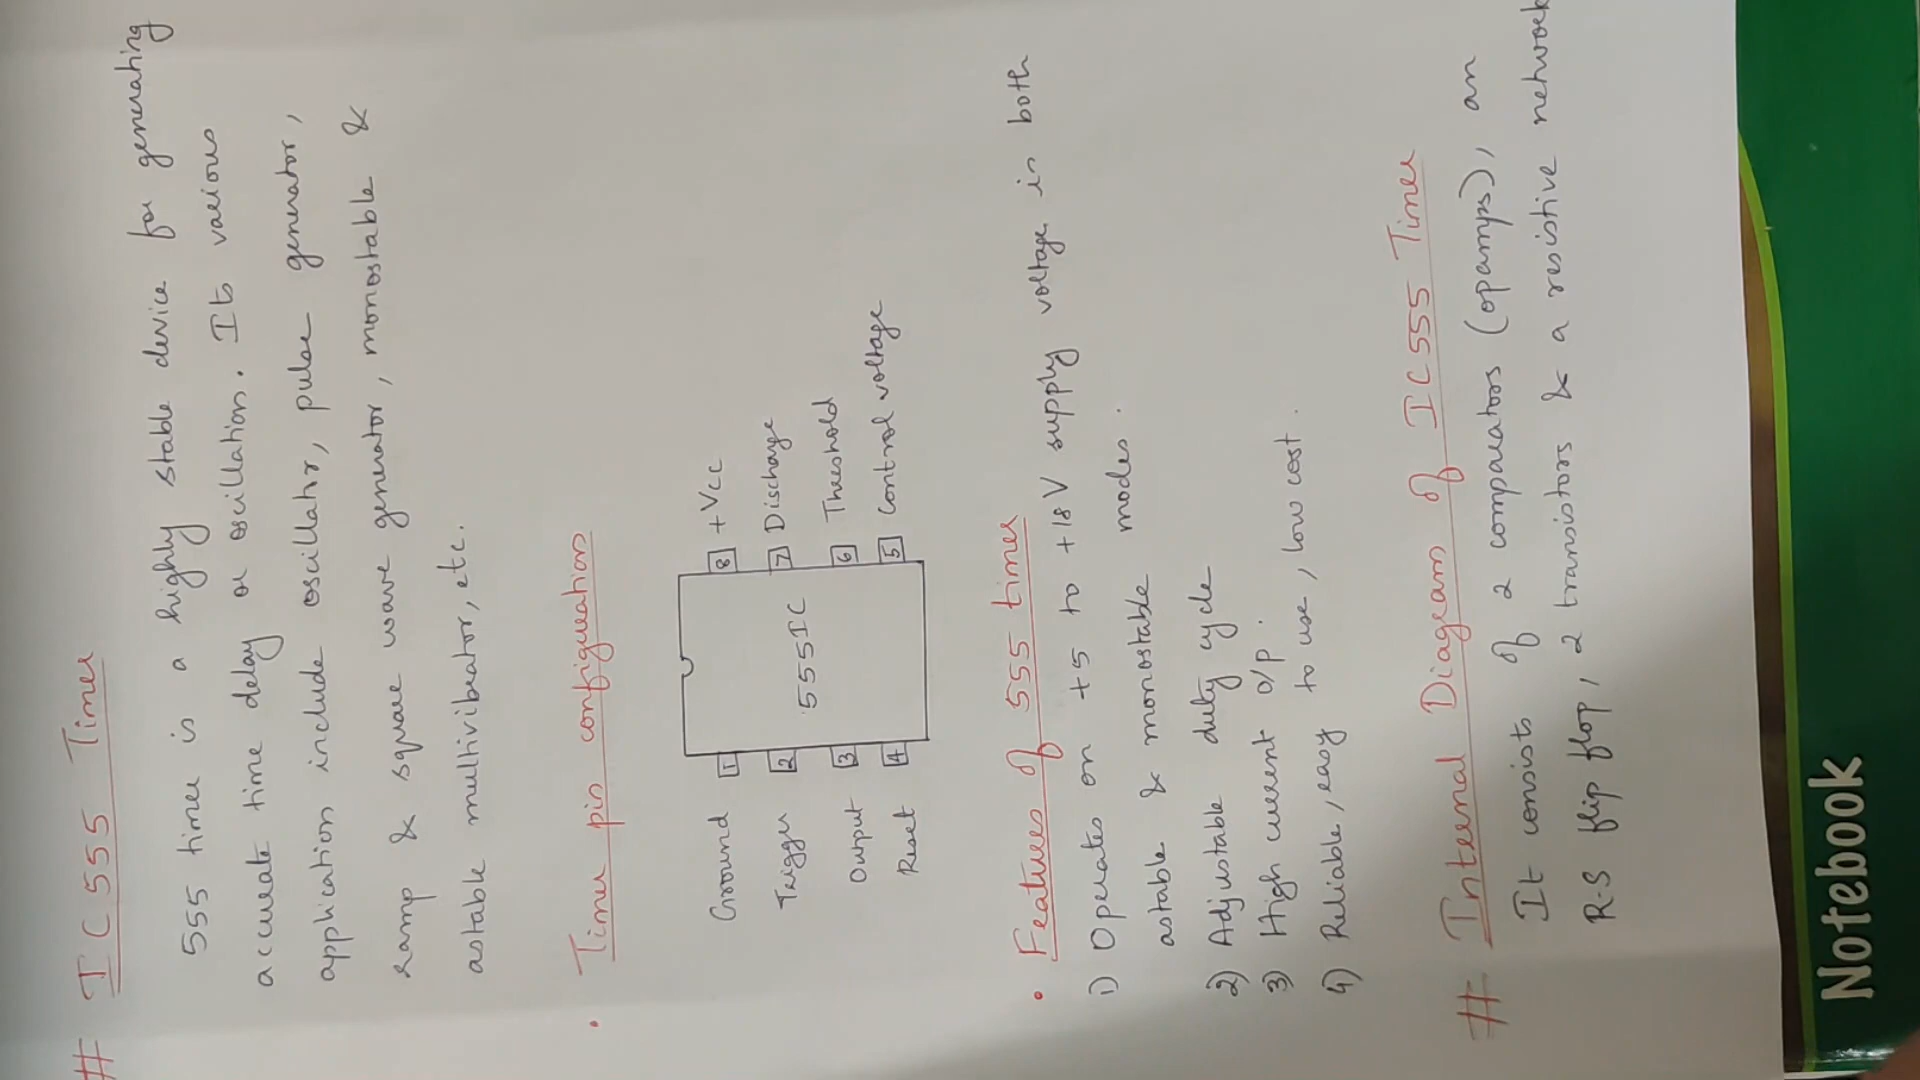 # IC555 Timer
555 timer is a highly stable device for generating
accurate time delay or oscillation. Its various
application include oscillator, pulse generator,
ramp & square wave generator, monostable &
astable multivibrator, etc.
• Timer pin configuration
Ground 1 8 +Vcc
Trigger 2 7 Discharge
555IC
Output 3 6 Threshold
Reset 4 5 Control voltage
• Features of 555 timer
1) Operates on +5 to +18V supply voltage in both
astable & monostable modes.
2) Adjustable duty cycle
3) High current o/p.
4) Reliable, easy to use, low cost.
# Internal Diagram of IC555 Timer
It consists of 2 comparators (opamps), an
R-S flip flop, 2 transistors & a resistive network
Notebook